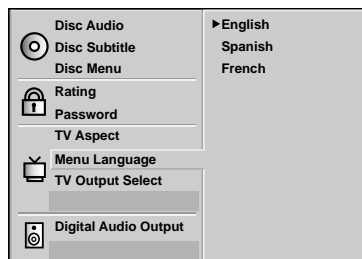 Disc Audio
Disc Subtitle
Disc Menu
Rating
Password
TV Aspect
Menu Language
TV Output Select
Digital Audio Output
►English
Spanish
French